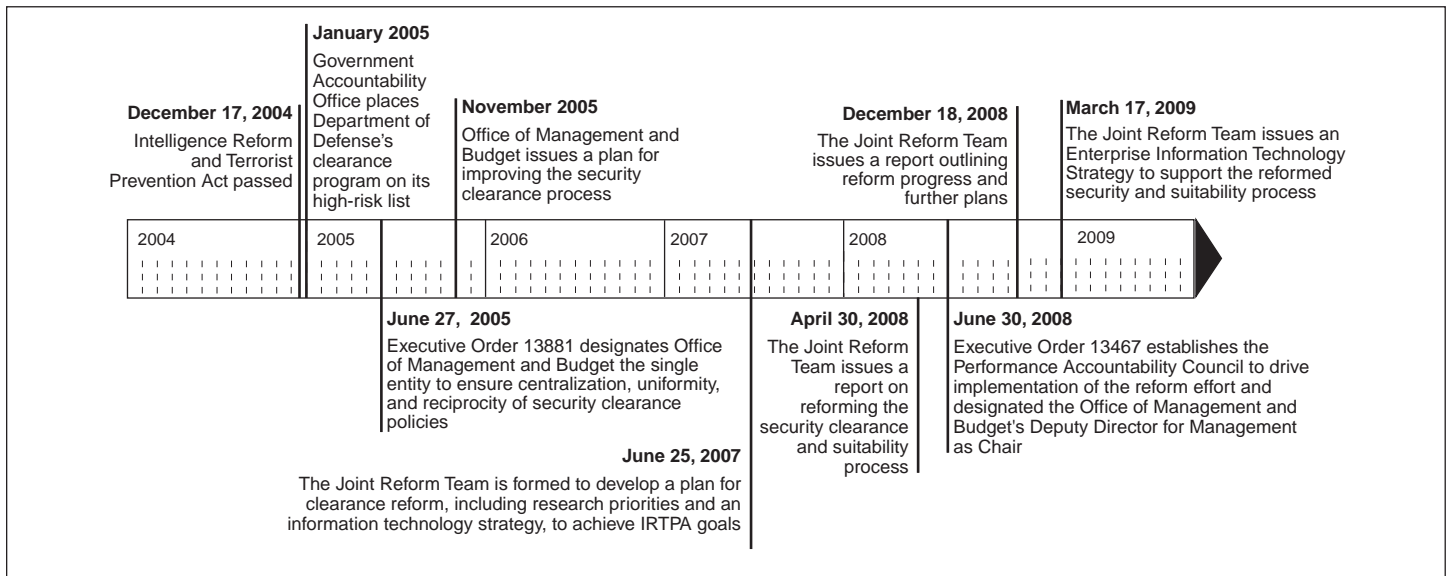 January 2005
Government
Accountability
Office places
Department of
Defense's
clearance
program on its
high-risk list
December 17, 2004
Intelligence Reform
and Terrorist
Prevention Act passed
November 2005
Office of Management and
Budget issues a plan for
improving the security
clearance process
December 18, 2008
The Joint Reform Team
issues a report outlining
reform progress and
further plans
March 17, 2009
The Joint Reform Team issues an
Enterprise Information Technology
Strategy to support the reformed
security and suitability process
2004
2005
2006
2007
2008
2009
June 27, 2005
Executive Order 13881 designates Office
of Management and Budget the single
entity to ensure centralization, uniformity,
and reciprocity of security clearance
policies
June 25, 2007
The Joint Reform Team is formed to develop a plan for
clearance reform, including research priorities and an
information technology strategy, to achieve IRTPA goals
April 30, 2008
The Joint Reform
Team issues a
report on
reforming the
security clearance
and suitability
process
June 30, 2008
Executive Order 13467 establishes the
Performance Accountability Council to drive
implementation of the reform effort and
designated the Office of Management and
Budget's Deputy Director for Management
as Chair